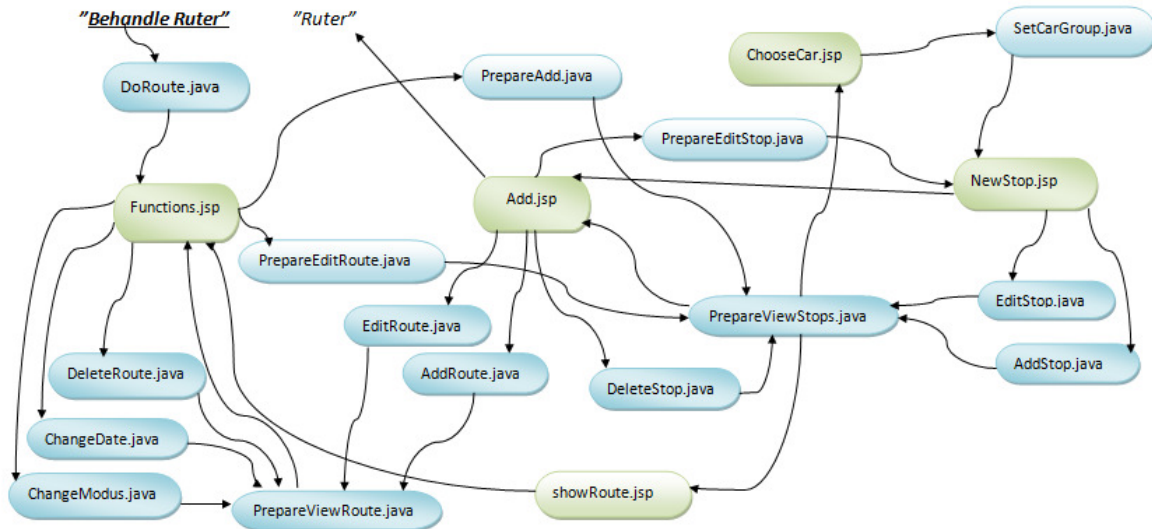 "Behandle Ruter"
"Ruter"
SetCarGroup.java
ChooseCar.jsp
PrepareAdd.java
DoRoute.java
PrepareEditStop.java
NewStop.jsp
Functions.jsp
Add.jsp
PrepareEditRoute.java
EditStop.java
PrepareViewStops.java
EditRoute.java
AddStop.java
DeleteRoute.java
AddRoute.java
DeleteStop.java
ChangeDate.java
ChangeModus.java
showRoute.jsp
PrepareViewRoute.java